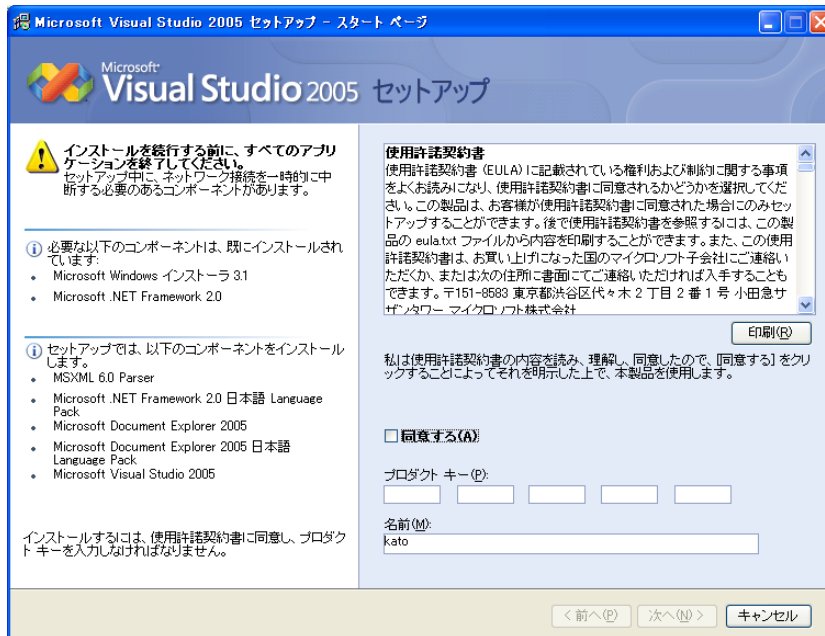 Microsoft Visual Studio 2005 セットアップ - スタート ページ
Microsoft
Visual Studio 2005 セットアップ
インストールを続行する前に、すべてのアプリ
ケーションを終了してください。
セットアップ中に、ネットワーク接続を一時的に中
断する必要のあるコンポーネントがあります。
必要な以下のコンポーネントは、既にインストールされ
ています:
Microsoft Windows インストーラ 3.1
Microsoft .NET Framework 2.0
セットアップでは、以下のコンポーネントをインストール
します。
MSXML 6.0 Parser
Microsoft .NET Framework 2.0 日本語 Language
Pack
Microsoft Document Explorer 2005
Microsoft Document Explorer 2005 日本語
Language Pack
Microsoft Visual Studio 2005
インストールするには、使用許諾契約書に同意し、プロダク
ト キーを入力しなければなりません。
使用許諾契約書
使用許諾契約書 (EULA) に記載されている権利および制約に関する事項
をよくお読みになり、使用許諾契約書に同意されるかどうかを選択してくだ
さい。この製品は、お客様が使用許諾契約書に同意された場合にのみセッ
トアップすることができます。後で使用許諾契約書を参照するには、この製
品の eula.txt ファイルから内容を印刷することができます。また、この使用
許諾契約書は、お買い上げになった国のマイクロソフト子会社にご連絡い
ただくか、または次の住所に書面にてご連絡いただければ入手することも
できます。〒151-8583 東京都渋谷区代々木 2 丁目 2 番 1 号 小田急サ
ザンタワー マイクロソフト株式会社
印刷(R)
私は使用許諾契約書の内容を読み、理解し、同意したので、[同意する] をクリ
ックすることによってそれを明示した上で、本製品を使用します。
同意する(A)
プロダクト キー(P):
名前(M):
kato
< 前へ(P)
次へ(N) >
キャンセル